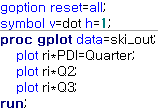 goption reset=all;
symbol v=dot h=1;
proc gplot data=ski_out;
plot ri*PDI=Quarter;
plot ri*Q2;
plot ri*Q3;
run;